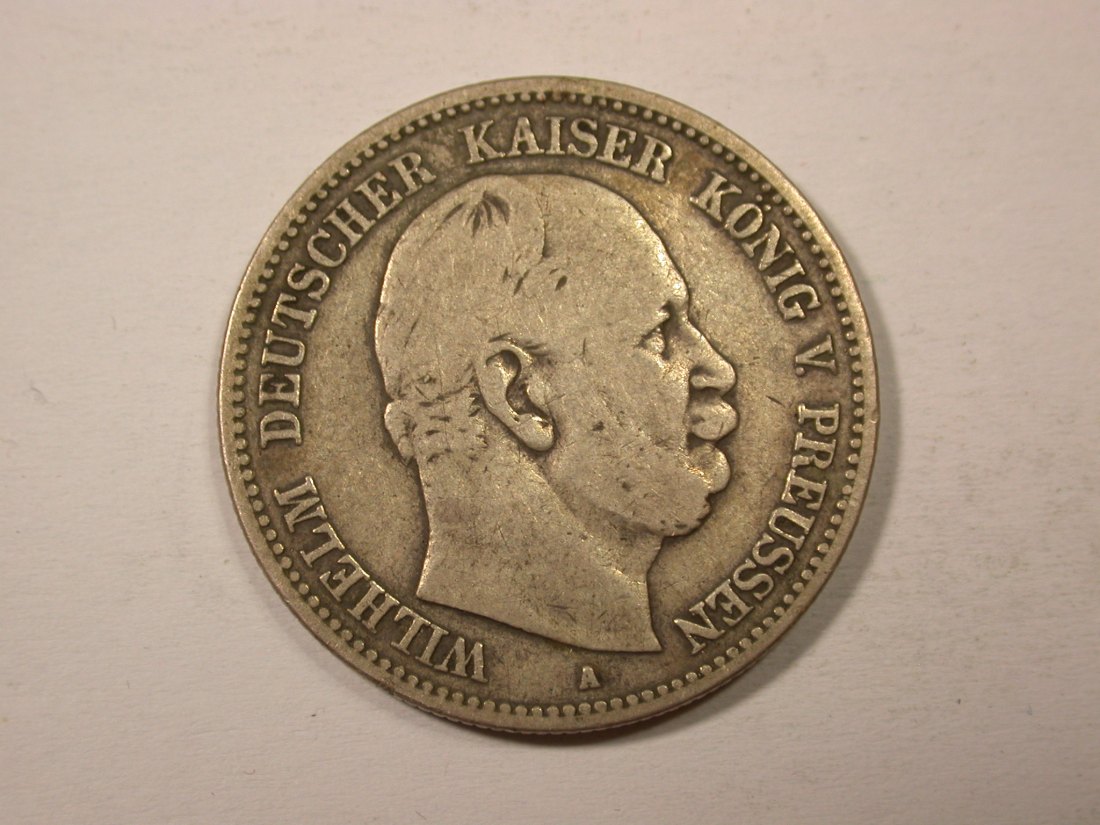 WILHELM DEUTSCHER KAISER KÖNIG V. PREUSSEN
A